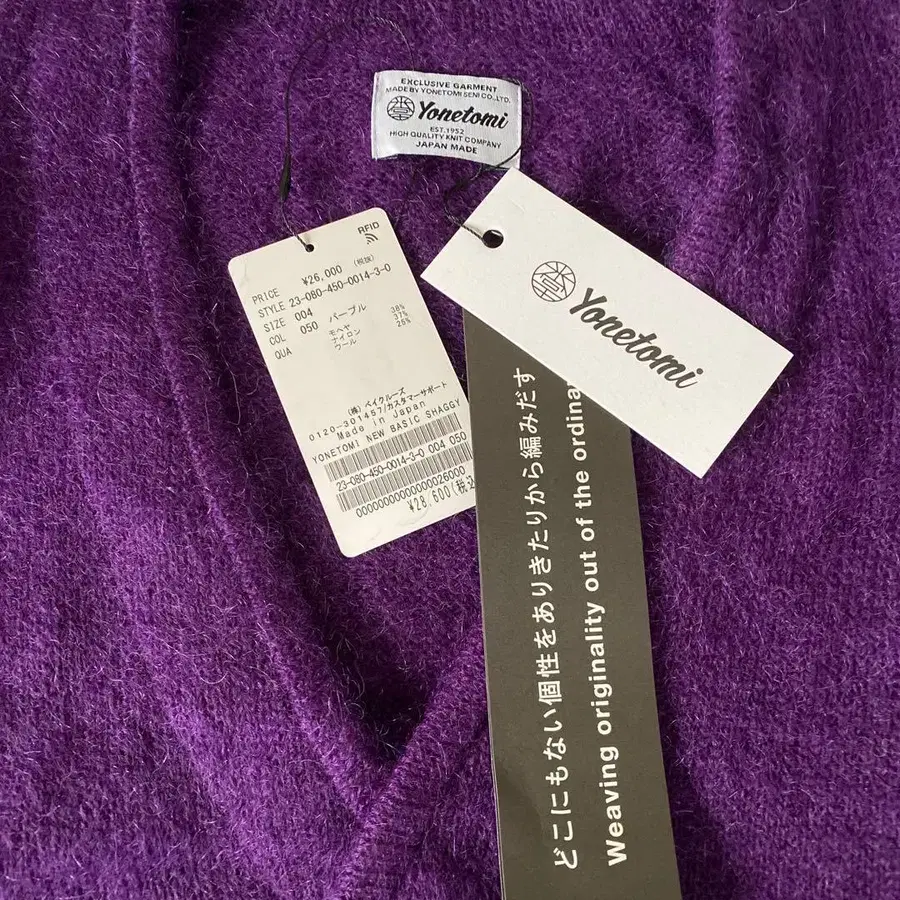 EXCLUSIVE GARMENT
MADE BY YONETOMI SENI CO.,LTD.
Yonetomi
EST.1952
HIGH QUALITY KNIT COMPANY
JAPAN MADE
RFID
PRICE ¥26,000 (税抜)
STYLE 23-080-450-0014-3-0
SIZE 004
COL 050 パープル
QUA モヘヤ 38%
ナイロン 37%
ウール 25%
(株)ベイクルーズ
0120-301457/カスタマーサポート
Made in Japan
YONETOMI NEW BASIC SHAGGY
23-080-450-0014-3-0 004 050
0000000000000026000
¥28,600(税込
Yonetomi
どこにもない個性をありきたりから編みだす
Weaving originality out of the ordina